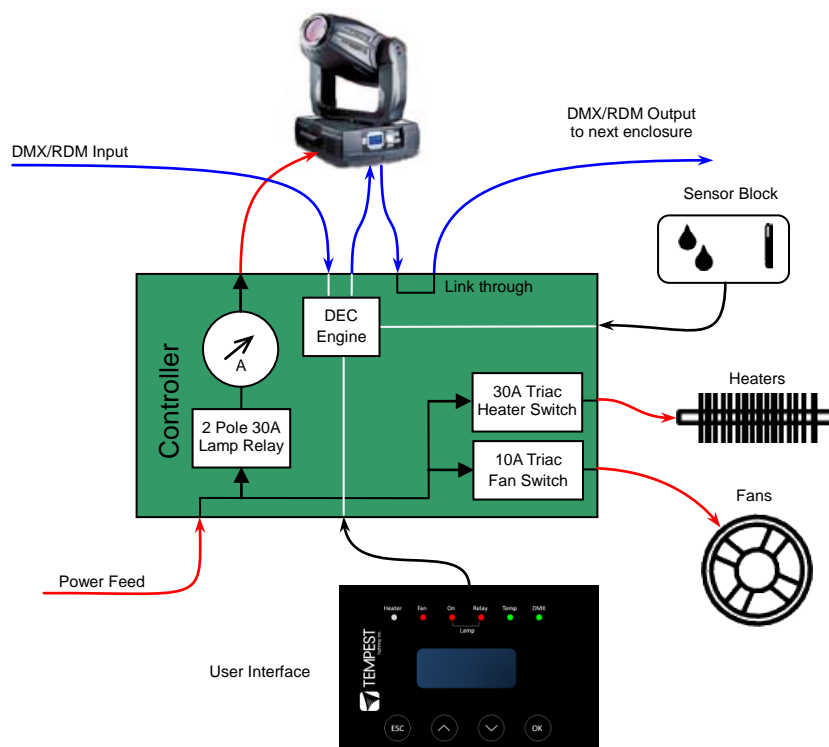 DMX/RDM Input
DMX/RDM Output
to next enclosure
Sensor Block
Link through
DEC
Engine
Controller
A
2 Pole 30A
Lamp Relay
30A Triac
Heater Switch
10A Triac
Fan Switch
Heaters
Fans
Power Feed
User Interface
Heater Fan On Relay Temp DMX
Lamp
TEMPEST
lighting inc.
ESC OK